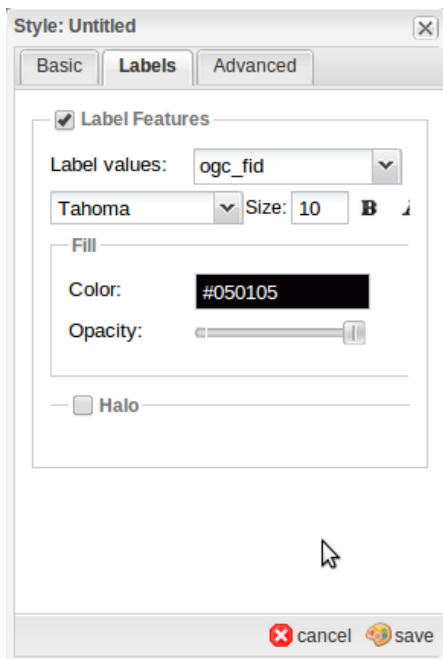 Style: Untitled
Basic Labels Advanced
Label Features
Label values: ogc_fid
Tahoma Size: 10 B
Fill
Color: #050105
Opacity:
Halo
cancel save